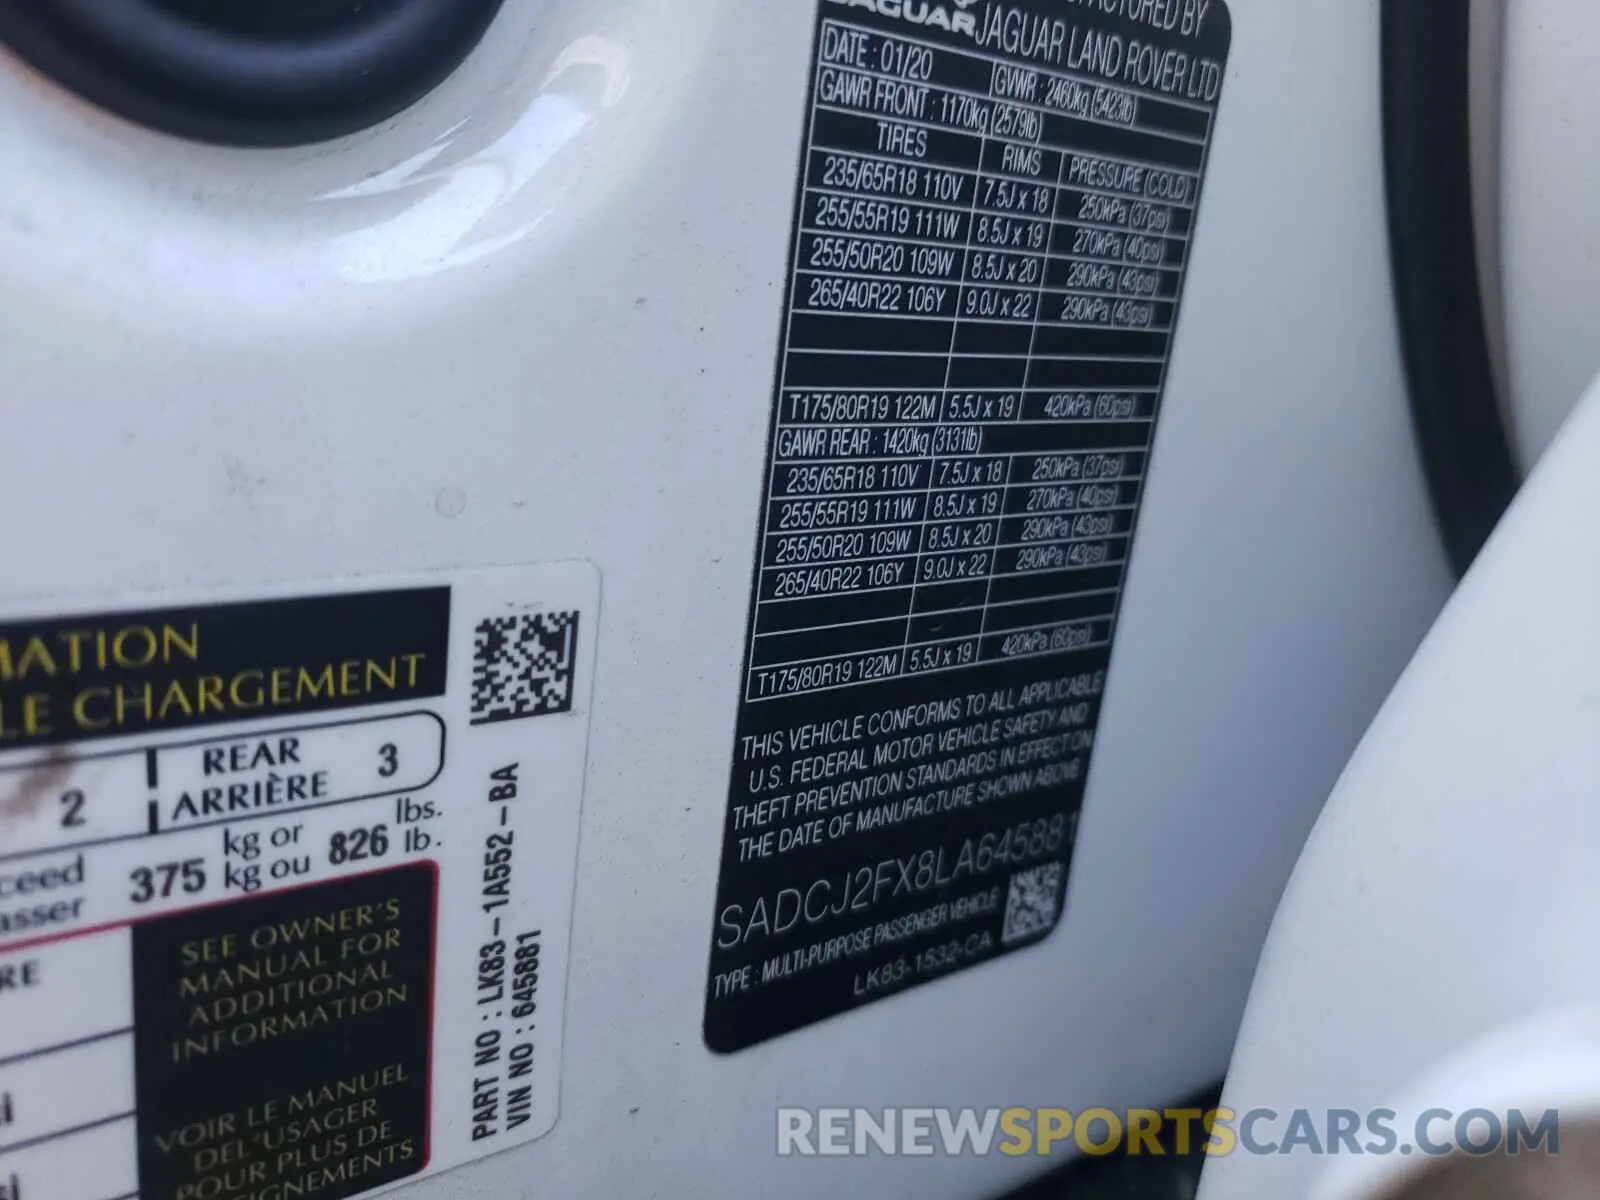 JAGUAR
BY
JAGUAR LAND ROVER LTD
DATE : 01/20
GVWR : 2460kg (5423lb)
GAWR FRONT : 1170kg (2579lb)
TIRES RIMS PRESSURE (COLD)
235/65R18 110V 7.5J x 18 250kPa (37psi)
255/55R19 111W 8.5J x 19 270kPa (40psi)
255/50R20 109W 8.5J x 20 290kPa (43psi)
265/40R22 106Y 9.0J x 22 290kPa (43psi)
T175/80R19 122M 5.5J x 19 420kPa (60psi)
GAWR REAR : 1420kg (3131lb)
235/65R18 110V 7.5J x 18 250kPa (37psi)
255/55R19 111W 8.5J x 19 270kPa (40psi)
255/50R20 109W 8.5J x 20 290kPa (43psi)
265/40R22 106Y 9.0J x 22 290kPa (43psi)
T175/80R19 122M 5.5J x 19 420kPa (60psi)
THIS VEHICLE CONFORMS TO ALL APPLICABLE
U.S. FEDERAL MOTOR VEHICLE SAFETY AND
THEFT PREVENTION STANDARDS IN EFFECT ON
THE DATE OF MANUFACTURE SHOWN ABOVE
SADCJ2FX8LA645881
TYPE : MULTI-PURPOSE PASSENGER VEHICLE
LK83-1532-CA
MATION
LE CHARGEMENT
2 REAR 3
ARRIÈRE
ceed 375 kg or 826 lbs.
asser kg ou lb.
RE
SEE OWNER'S
MANUAL FOR
ADDITIONAL
INFORMATION
VOIR LE MANUEL
DEL'USAGER
POUR PLUS DE
IGNEMENTS
PART NO : LK83-1A552-BA
VIN NO : 645881
RENEWSPORTSCARS.COM